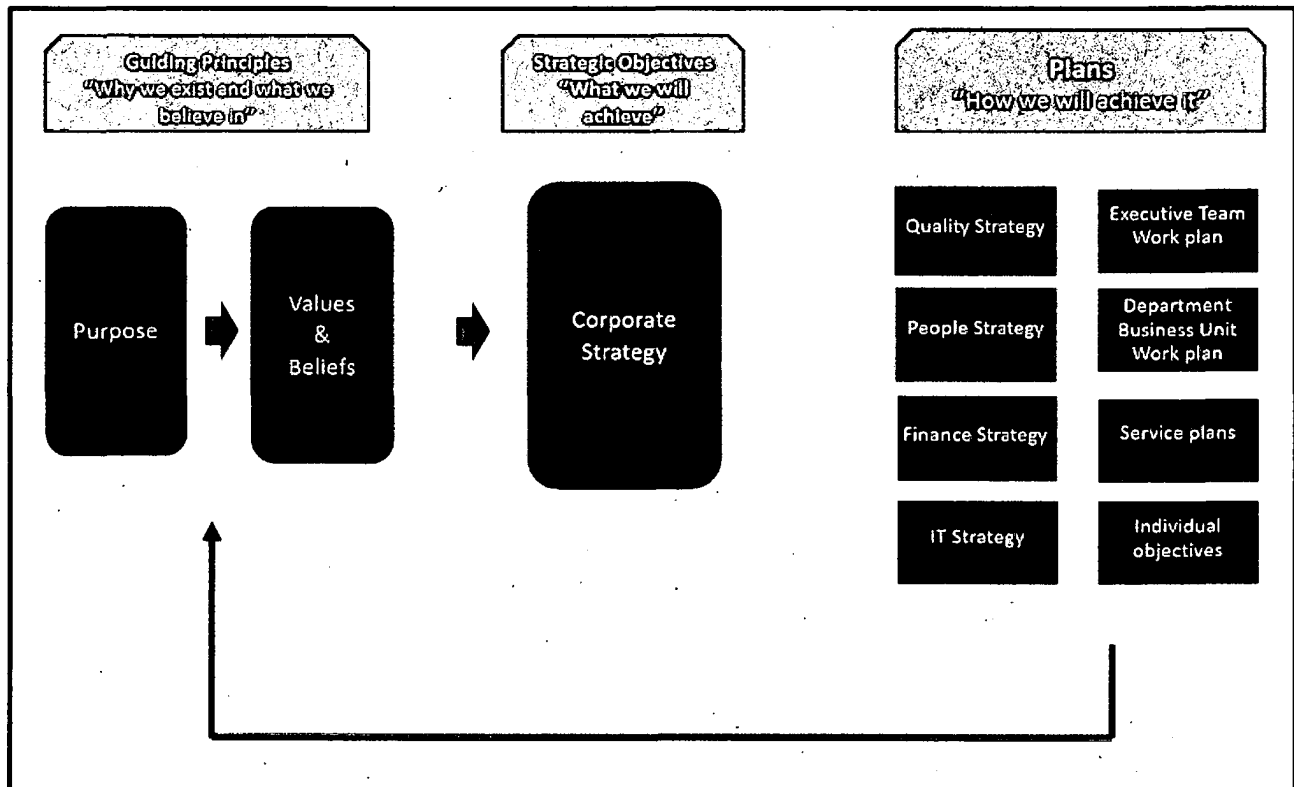 Guiding Principles
"Why we exist and what we
believe in"
Strategic Objectives
"What we will
achieve"
Plans
"How we will achieve it"
Purpose
Values
&
Beliefs
Corporate
Strategy
Quality Strategy
Executive Team
Work plan
People Strategy
Department
Business Unit
Work plan
Finance Strategy
Service plans
IT Strategy
Individual
objectives